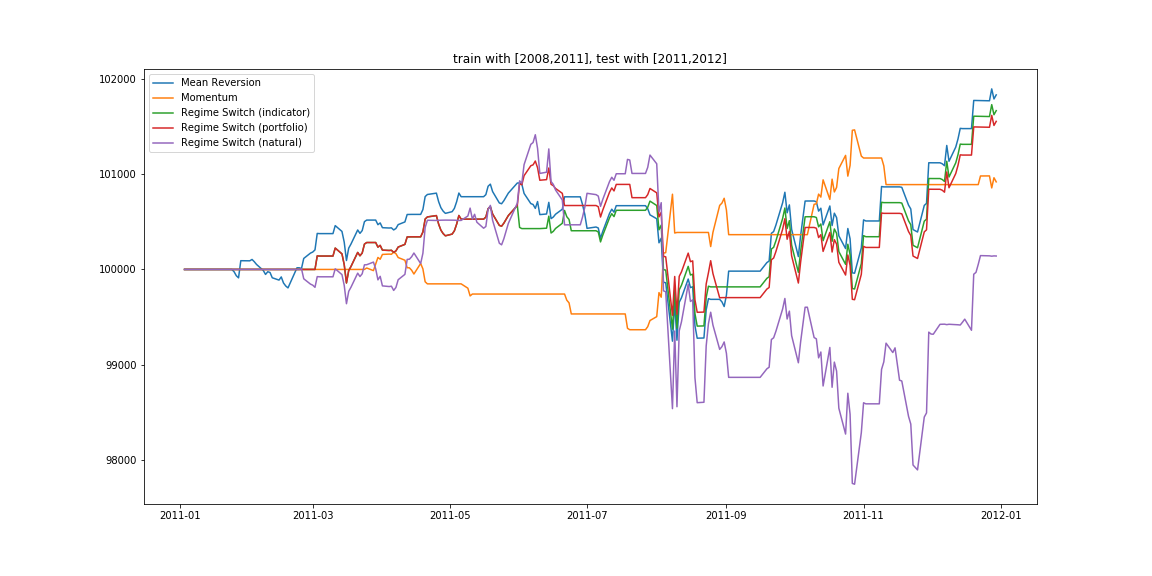 train with [2008,2011], test with [2011,2012]
102000
101000
100000
99000
98000
Mean Reversion
Momentum
Regime Switch (indicator)
Regime Switch (portfolio)
Regime Switch (natural)
2011-01 2011-03 2011-05 2011-07 2011-09 2011-11 2012-01